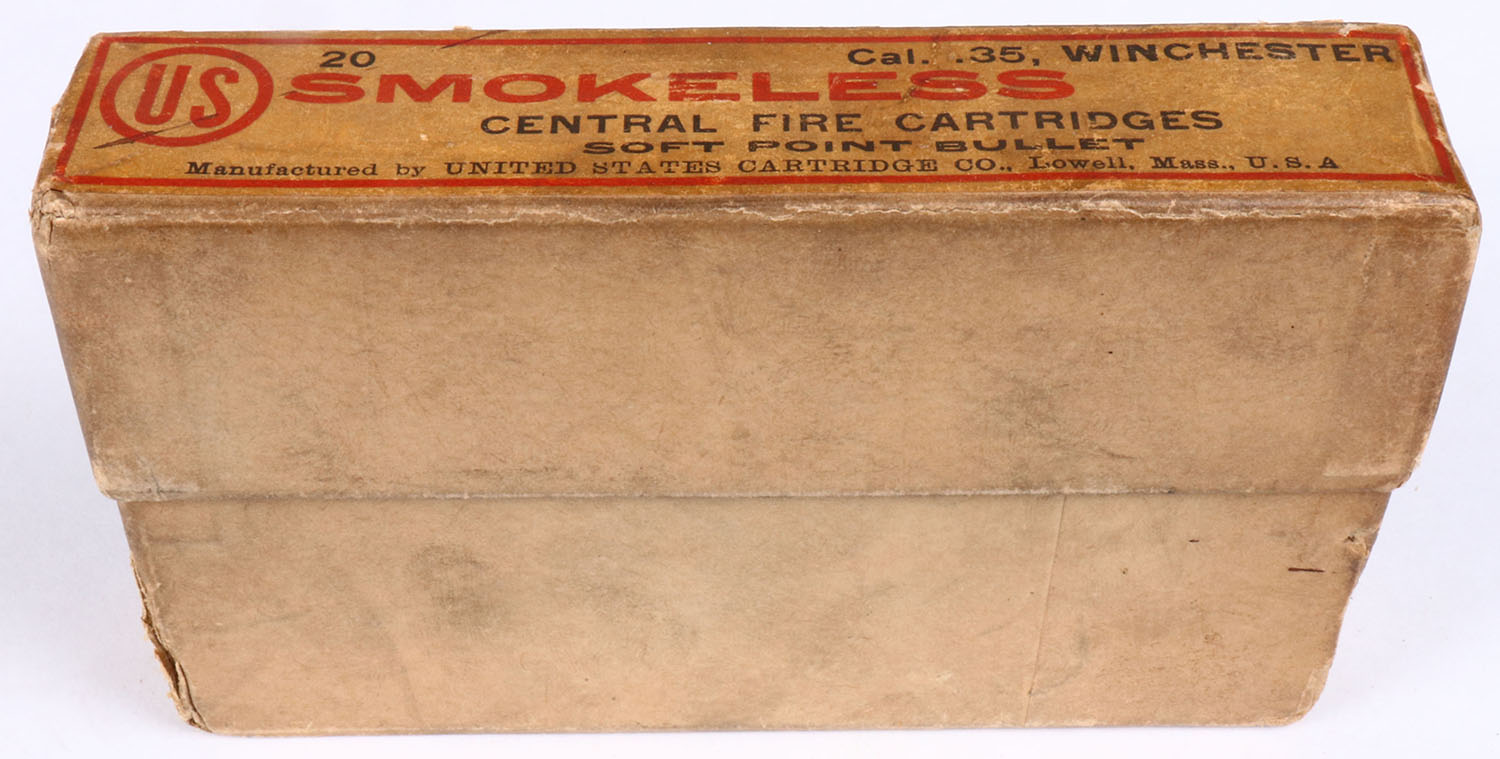 US
20 Cal. .35, WINCHESTER
SMOKELESS
CENTRAL FIRE CARTRIDGES
SOFT POINT BULLET
Manufactured by UNITED STATES CARTRIDGE CO., Lowell, Mass., U.S.A